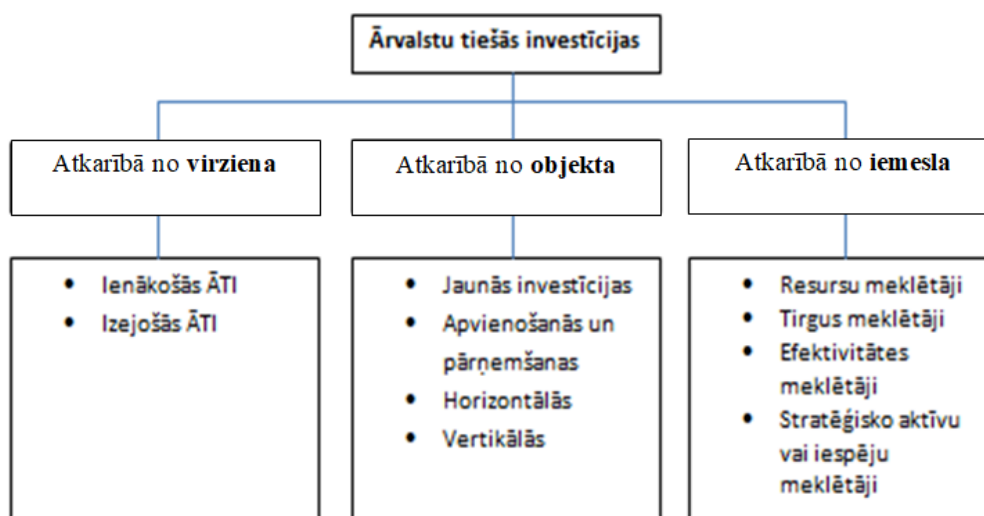 Ārvalstu tiešās investīcijas
Atkarībā no virziena
Atkarībā no objekta
Atkarībā no iemesla
• Ienākošās ĀTI
• Izejošās ĀTI
• Jaunās investīcijas
• Apvienošanās un
pārņemšanas
• Horizontālās
• Vertikālās
• Resursu meklētāji
• Tirgus meklētāji
• Efektivitātes
meklētāji
• Stratēģisko aktīvu
vai iespēju
meklētāji